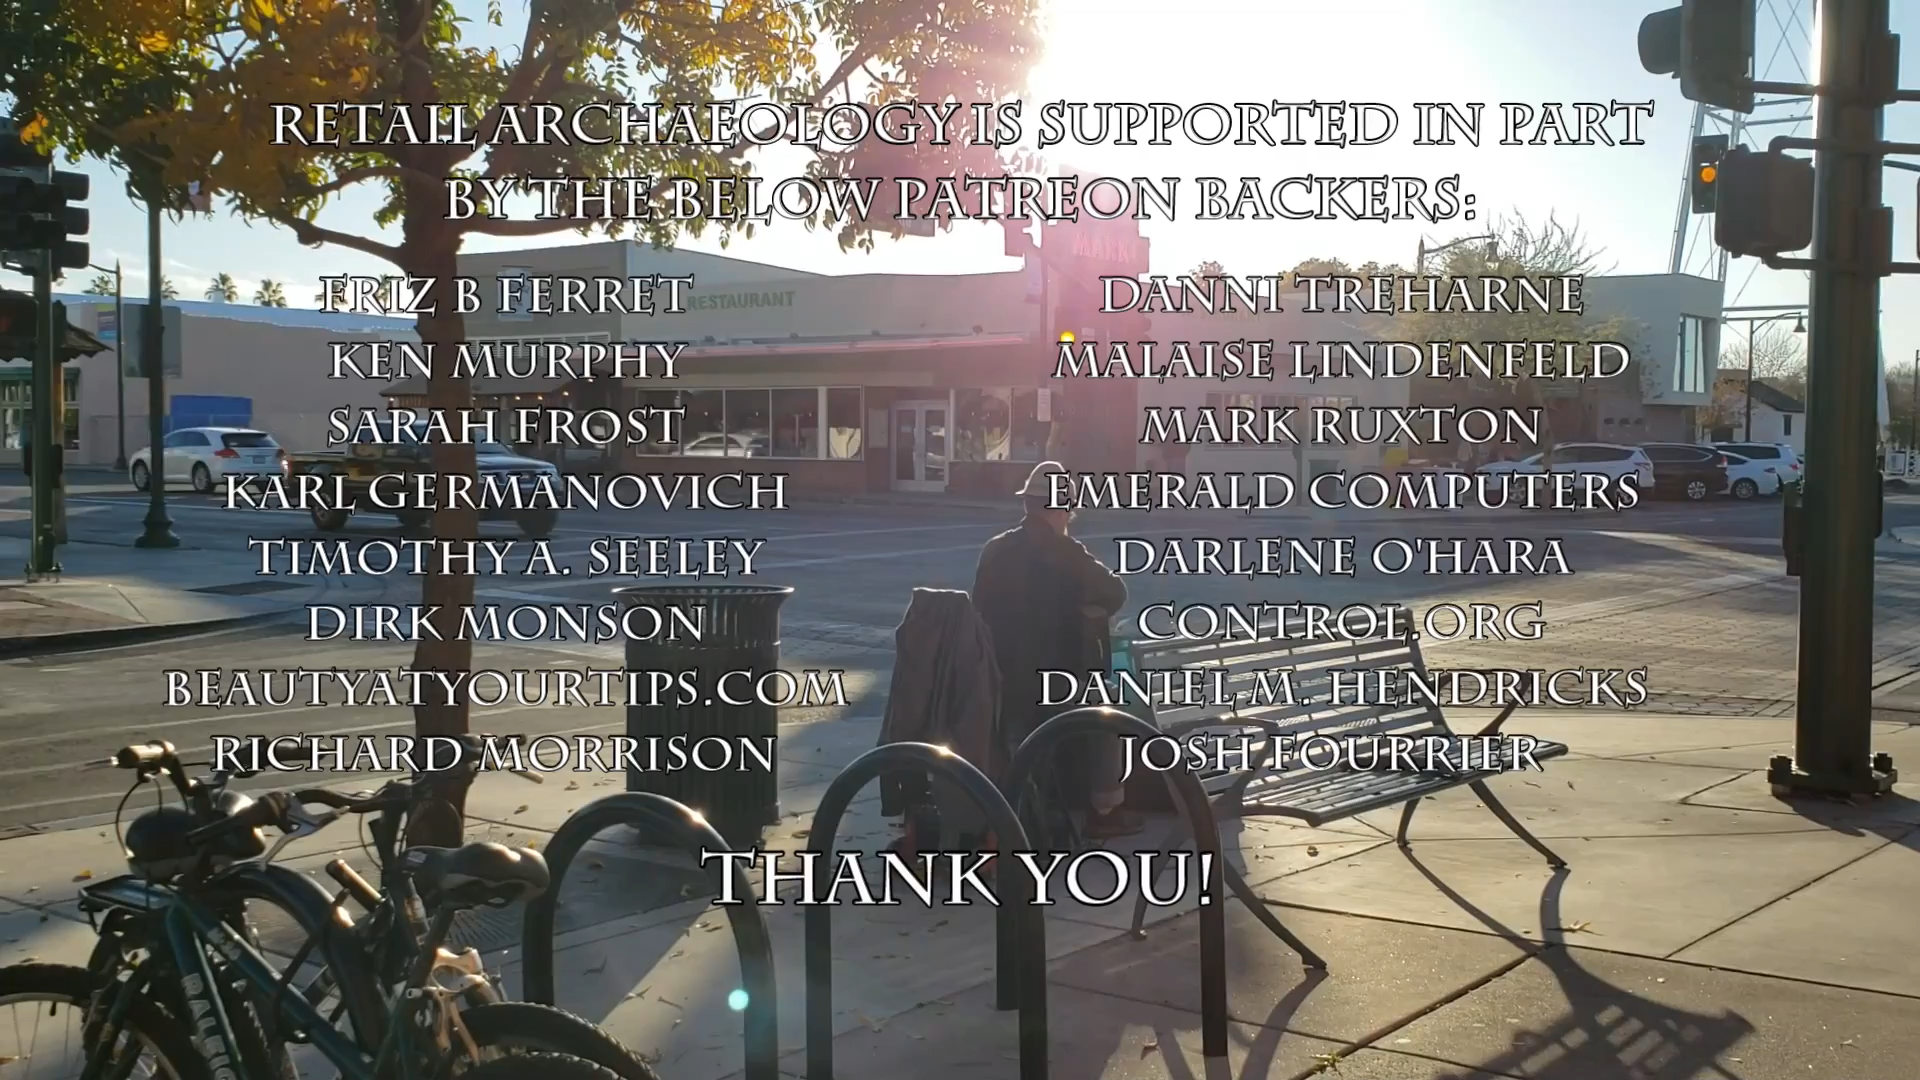 RETAIL ARCHAEOLOGY IS SUPPORTED IN PART
BY THE BELOW PATREON BACKERS:
FRIZ B FERRET
KEN MURPHY
SARAH FROST
KARL GERMANOVICH
TIMOTHY A. SEELEY
DIRK MONSON
BEAUTYATYOURTIPS.COM
RICHARD MORRISON
DANNI TREHARNE
MALAISE LINDENFELD
MARK RUXTON
EMERALD COMPUTERS
DARLENE O'HARA
CONTROL.ORG
DANIEL M. HENDRICKS
JOSH FOURRIER
THANK YOU!
RESTAURANT